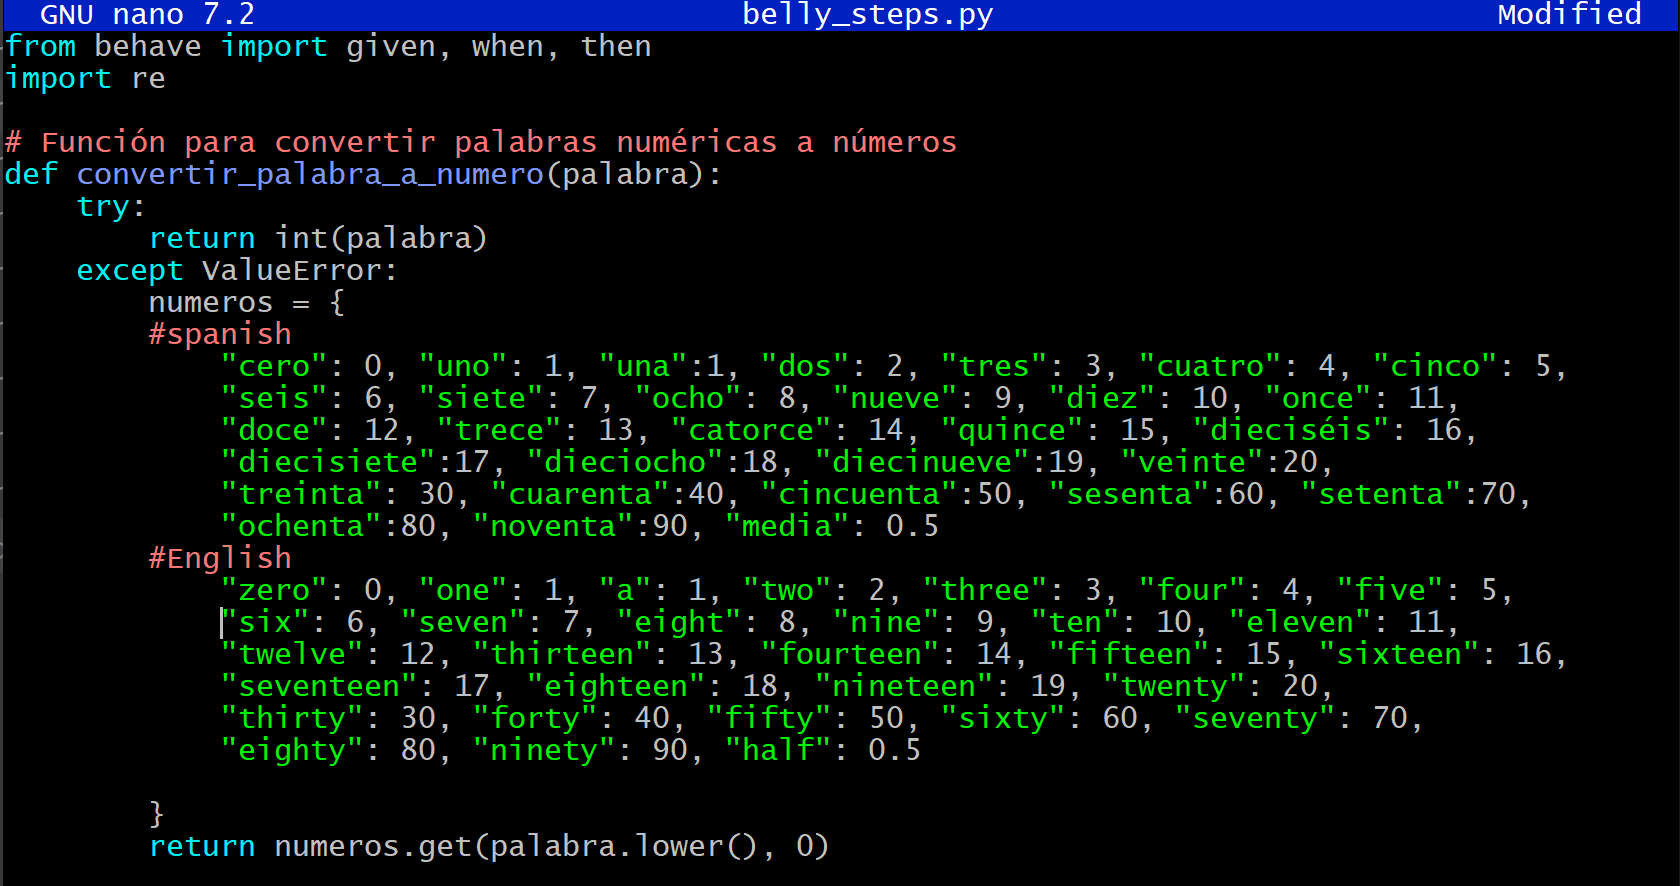 GNU nano 7.2 belly_steps.py Modified
from behave import given, when, then
import re
# Función para convertir palabras numéricas a números
def convertir_palabra_a_numero(palabra):
try:
return int(palabra)
except ValueError:
numeros = {
#spanish
"cero": 0, "uno": 1, "una":1, "dos": 2, "tres": 3, "cuatro": 4, "cinco": 5,
"seis": 6, "siete": 7, "ocho": 8, "nueve": 9, "diez": 10, "once": 11,
"doce": 12, "trece": 13, "catorce": 14, "quince": 15, "dieciséis": 16,
"diecisiete":17, "dieciocho":18, "diecinueve":19, "veinte":20,
"treinta": 30, "cuarenta":40, "cincuenta":50, "sesenta":60, "setenta":70,
"ochenta":80, "noventa":90, "media": 0.5
#English
"zero": 0, "one": 1, "a": 1, "two": 2, "three": 3, "four": 4, "five": 5,
"six": 6, "seven": 7, "eight": 8, "nine": 9, "ten": 10, "eleven": 11,
"twelve": 12, "thirteen": 13, "fourteen": 14, "fifteen": 15, "sixteen": 16,
"seventeen": 17, "eighteen": 18, "nineteen": 19, "twenty": 20,
"thirty": 30, "forty": 40, "fifty": 50, "sixty": 60, "seventy": 70,
"eighty": 80, "ninety": 90, "half": 0.5
}
return numeros.get(palabra.lower(), 0)